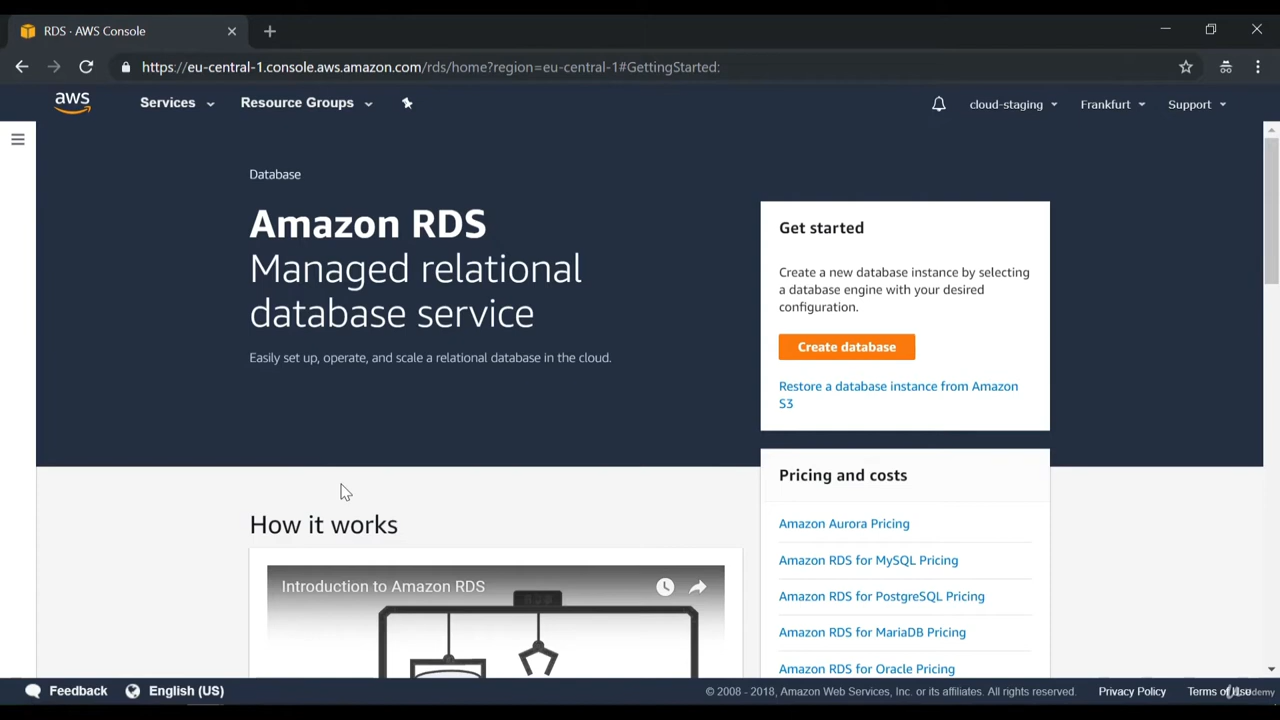 RDS · AWS Console
https://eu-central-1.console.aws.amazon.com/rds/home?region=eu-central-1#GettingStarted:
aws Services Resource Groups cloud-staging Frankfurt Support
Database
Amazon RDS
Managed relational
database service
Easily set up, operate, and scale a relational database in the cloud.
Get started
Create a new database instance by selecting
a database engine with your desired
configuration.
Create database
Restore a database instance from Amazon
S3
Pricing and costs
Amazon Aurora Pricing
Amazon RDS for MySQL Pricing
Amazon RDS for PostgreSQL Pricing
Amazon RDS for MariaDB Pricing
Amazon RDS for Oracle Pricing
How it works
Introduction to Amazon RDS
Feedback English (US) © 2008 - 2018, Amazon Web Services, Inc. or its affiliates. All rights reserved. Privacy Policy Terms of Use